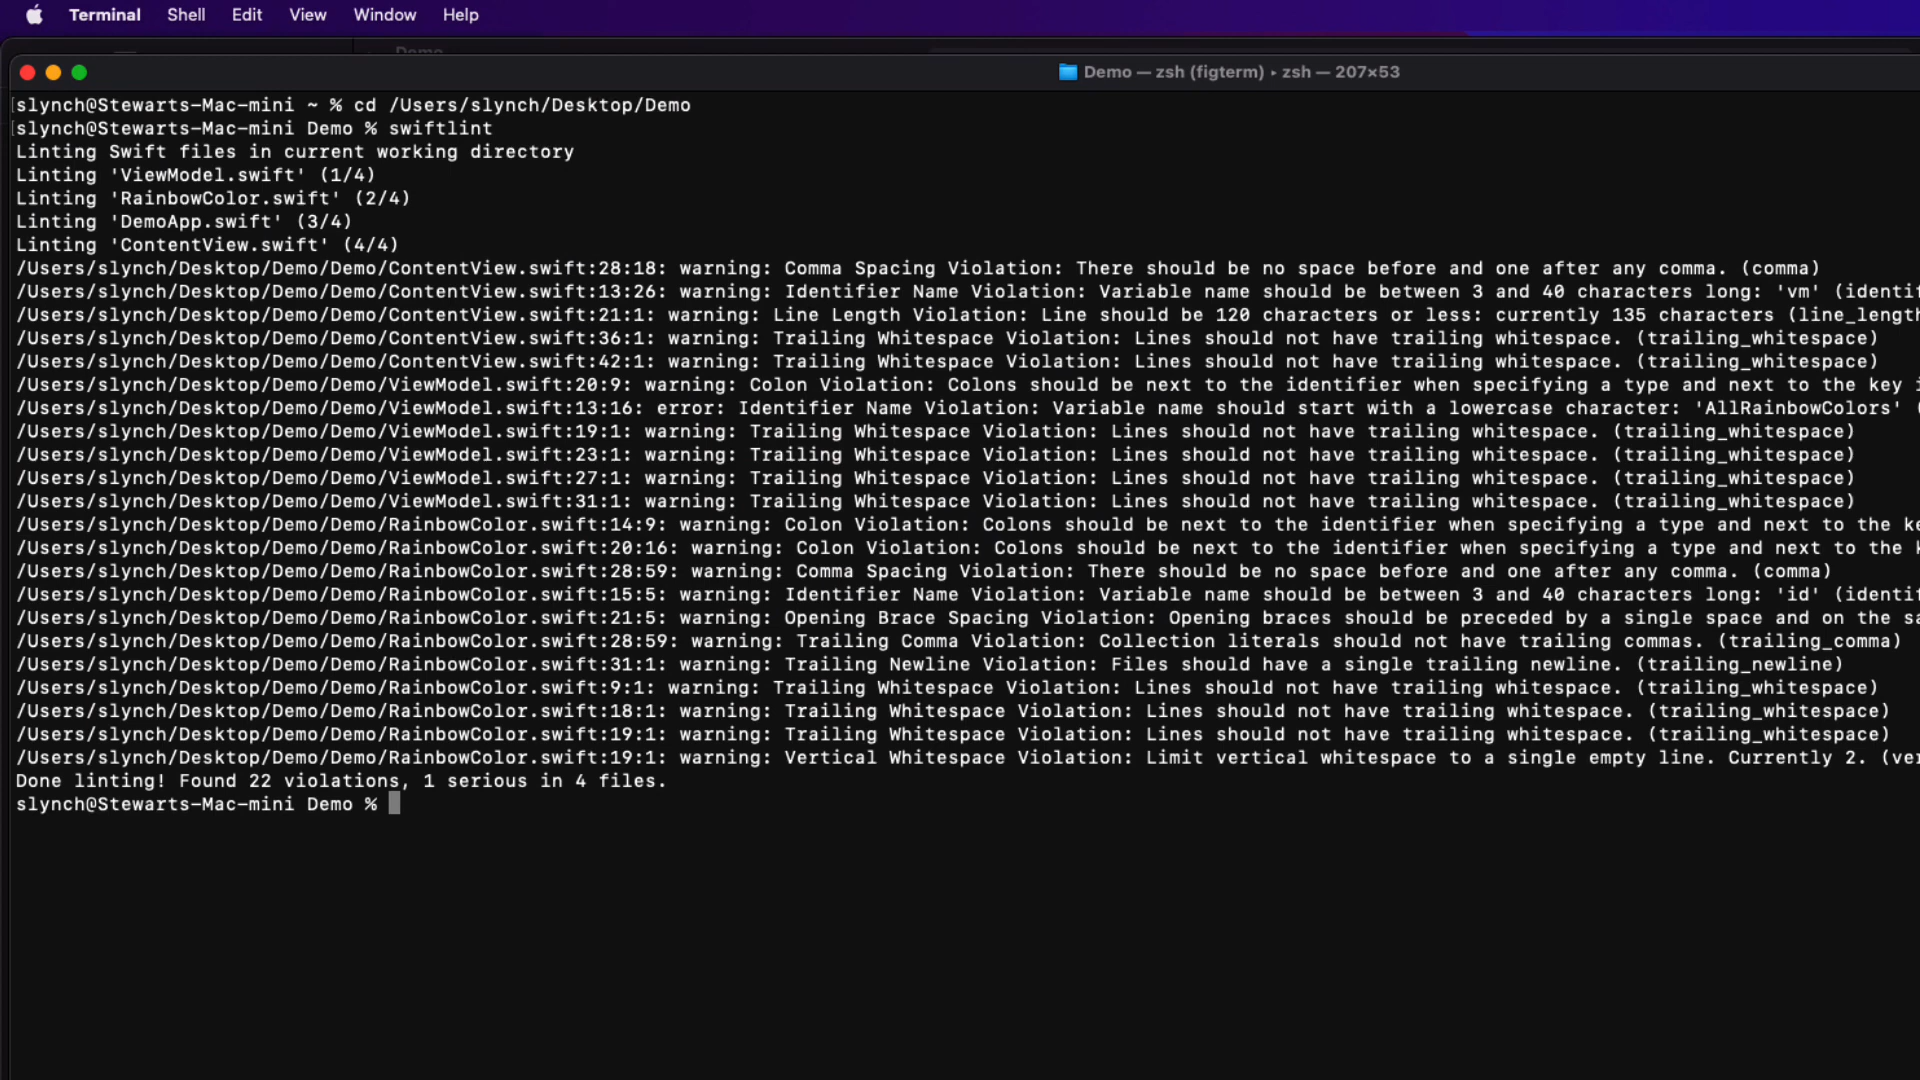 Terminal Shell Edit View Window Help
Demo
Demo — zsh (figterm) ▸ zsh — 207×53
[slynch@Stewarts-Mac-mini ~ % cd /Users/slynch/Desktop/Demo
[slynch@Stewarts-Mac-mini Demo % swiftlint
Linting Swift files in current working directory
Linting 'ViewModel.swift' (1/4)
Linting 'RainbowColor.swift' (2/4)
Linting 'DemoApp.swift' (3/4)
Linting 'ContentView.swift' (4/4)
/Users/slynch/Desktop/Demo/Demo/ContentView.swift:28:18: warning: Comma Spacing Violation: There should be no space before and one after any comma. (comma)
/Users/slynch/Desktop/Demo/Demo/ContentView.swift:13:26: warning: Identifier Name Violation: Variable name should be between 3 and 40 characters long: 'vm' (identif
/Users/slynch/Desktop/Demo/Demo/ContentView.swift:21:1: warning: Line Length Violation: Line should be 120 characters or less: currently 135 characters (line_length
/Users/slynch/Desktop/Demo/Demo/ContentView.swift:36:1: warning: Trailing Whitespace Violation: Lines should not have trailing whitespace. (trailing_whitespace)
/Users/slynch/Desktop/Demo/Demo/ContentView.swift:42:1: warning: Trailing Whitespace Violation: Lines should not have trailing whitespace. (trailing_whitespace)
/Users/slynch/Desktop/Demo/Demo/ViewModel.swift:20:9: warning: Colon Violation: Colons should be next to the identifier when specifying a type and next to the key i
/Users/slynch/Desktop/Demo/Demo/ViewModel.swift:13:16: error: Identifier Name Violation: Variable name should start with a lowercase character: 'AllRainbowColors' (
/Users/slynch/Desktop/Demo/Demo/ViewModel.swift:19:1: warning: Trailing Whitespace Violation: Lines should not have trailing whitespace. (trailing_whitespace)
/Users/slynch/Desktop/Demo/Demo/ViewModel.swift:23:1: warning: Trailing Whitespace Violation: Lines should not have trailing whitespace. (trailing_whitespace)
/Users/slynch/Desktop/Demo/Demo/ViewModel.swift:27:1: warning: Trailing Whitespace Violation: Lines should not have trailing whitespace. (trailing_whitespace)
/Users/slynch/Desktop/Demo/Demo/ViewModel.swift:31:1: warning: Trailing Whitespace Violation: Lines should not have trailing whitespace. (trailing_whitespace)
/Users/slynch/Desktop/Demo/Demo/RainbowColor.swift:14:9: warning: Colon Violation: Colons should be next to the identifier when specifying a type and next to the ke
/Users/slynch/Desktop/Demo/Demo/RainbowColor.swift:20:16: warning: Colon Violation: Colons should be next to the identifier when specifying a type and next to the k
/Users/slynch/Desktop/Demo/Demo/RainbowColor.swift:28:59: warning: Comma Spacing Violation: There should be no space before and one after any comma. (comma)
/Users/slynch/Desktop/Demo/Demo/RainbowColor.swift:15:5: warning: Identifier Name Violation: Variable name should be between 3 and 40 characters long: 'id' (identif
/Users/slynch/Desktop/Demo/Demo/RainbowColor.swift:21:5: warning: Opening Brace Spacing Violation: Opening braces should be preceded by a single space and on the sa
/Users/slynch/Desktop/Demo/Demo/RainbowColor.swift:28:59: warning: Trailing Comma Violation: Collection literals should not have trailing commas. (trailing_comma)
/Users/slynch/Desktop/Demo/Demo/RainbowColor.swift:31:1: warning: Trailing Newline Violation: Files should have a single trailing newline. (trailing_newline)
/Users/slynch/Desktop/Demo/Demo/RainbowColor.swift:9:1: warning: Trailing Whitespace Violation: Lines should not have trailing whitespace. (trailing_whitespace)
/Users/slynch/Desktop/Demo/Demo/RainbowColor.swift:18:1: warning: Trailing Whitespace Violation: Lines should not have trailing whitespace. (trailing_whitespace)
/Users/slynch/Desktop/Demo/Demo/RainbowColor.swift:19:1: warning: Trailing Whitespace Violation: Lines should not have trailing whitespace. (trailing_whitespace)
/Users/slynch/Desktop/Demo/Demo/RainbowColor.swift:19:1: warning: Vertical Whitespace Violation: Limit vertical whitespace to a single empty line. Currently 2. (ver
Done linting! Found 22 violations, 1 serious in 4 files.
slynch@Stewarts-Mac-mini Demo %